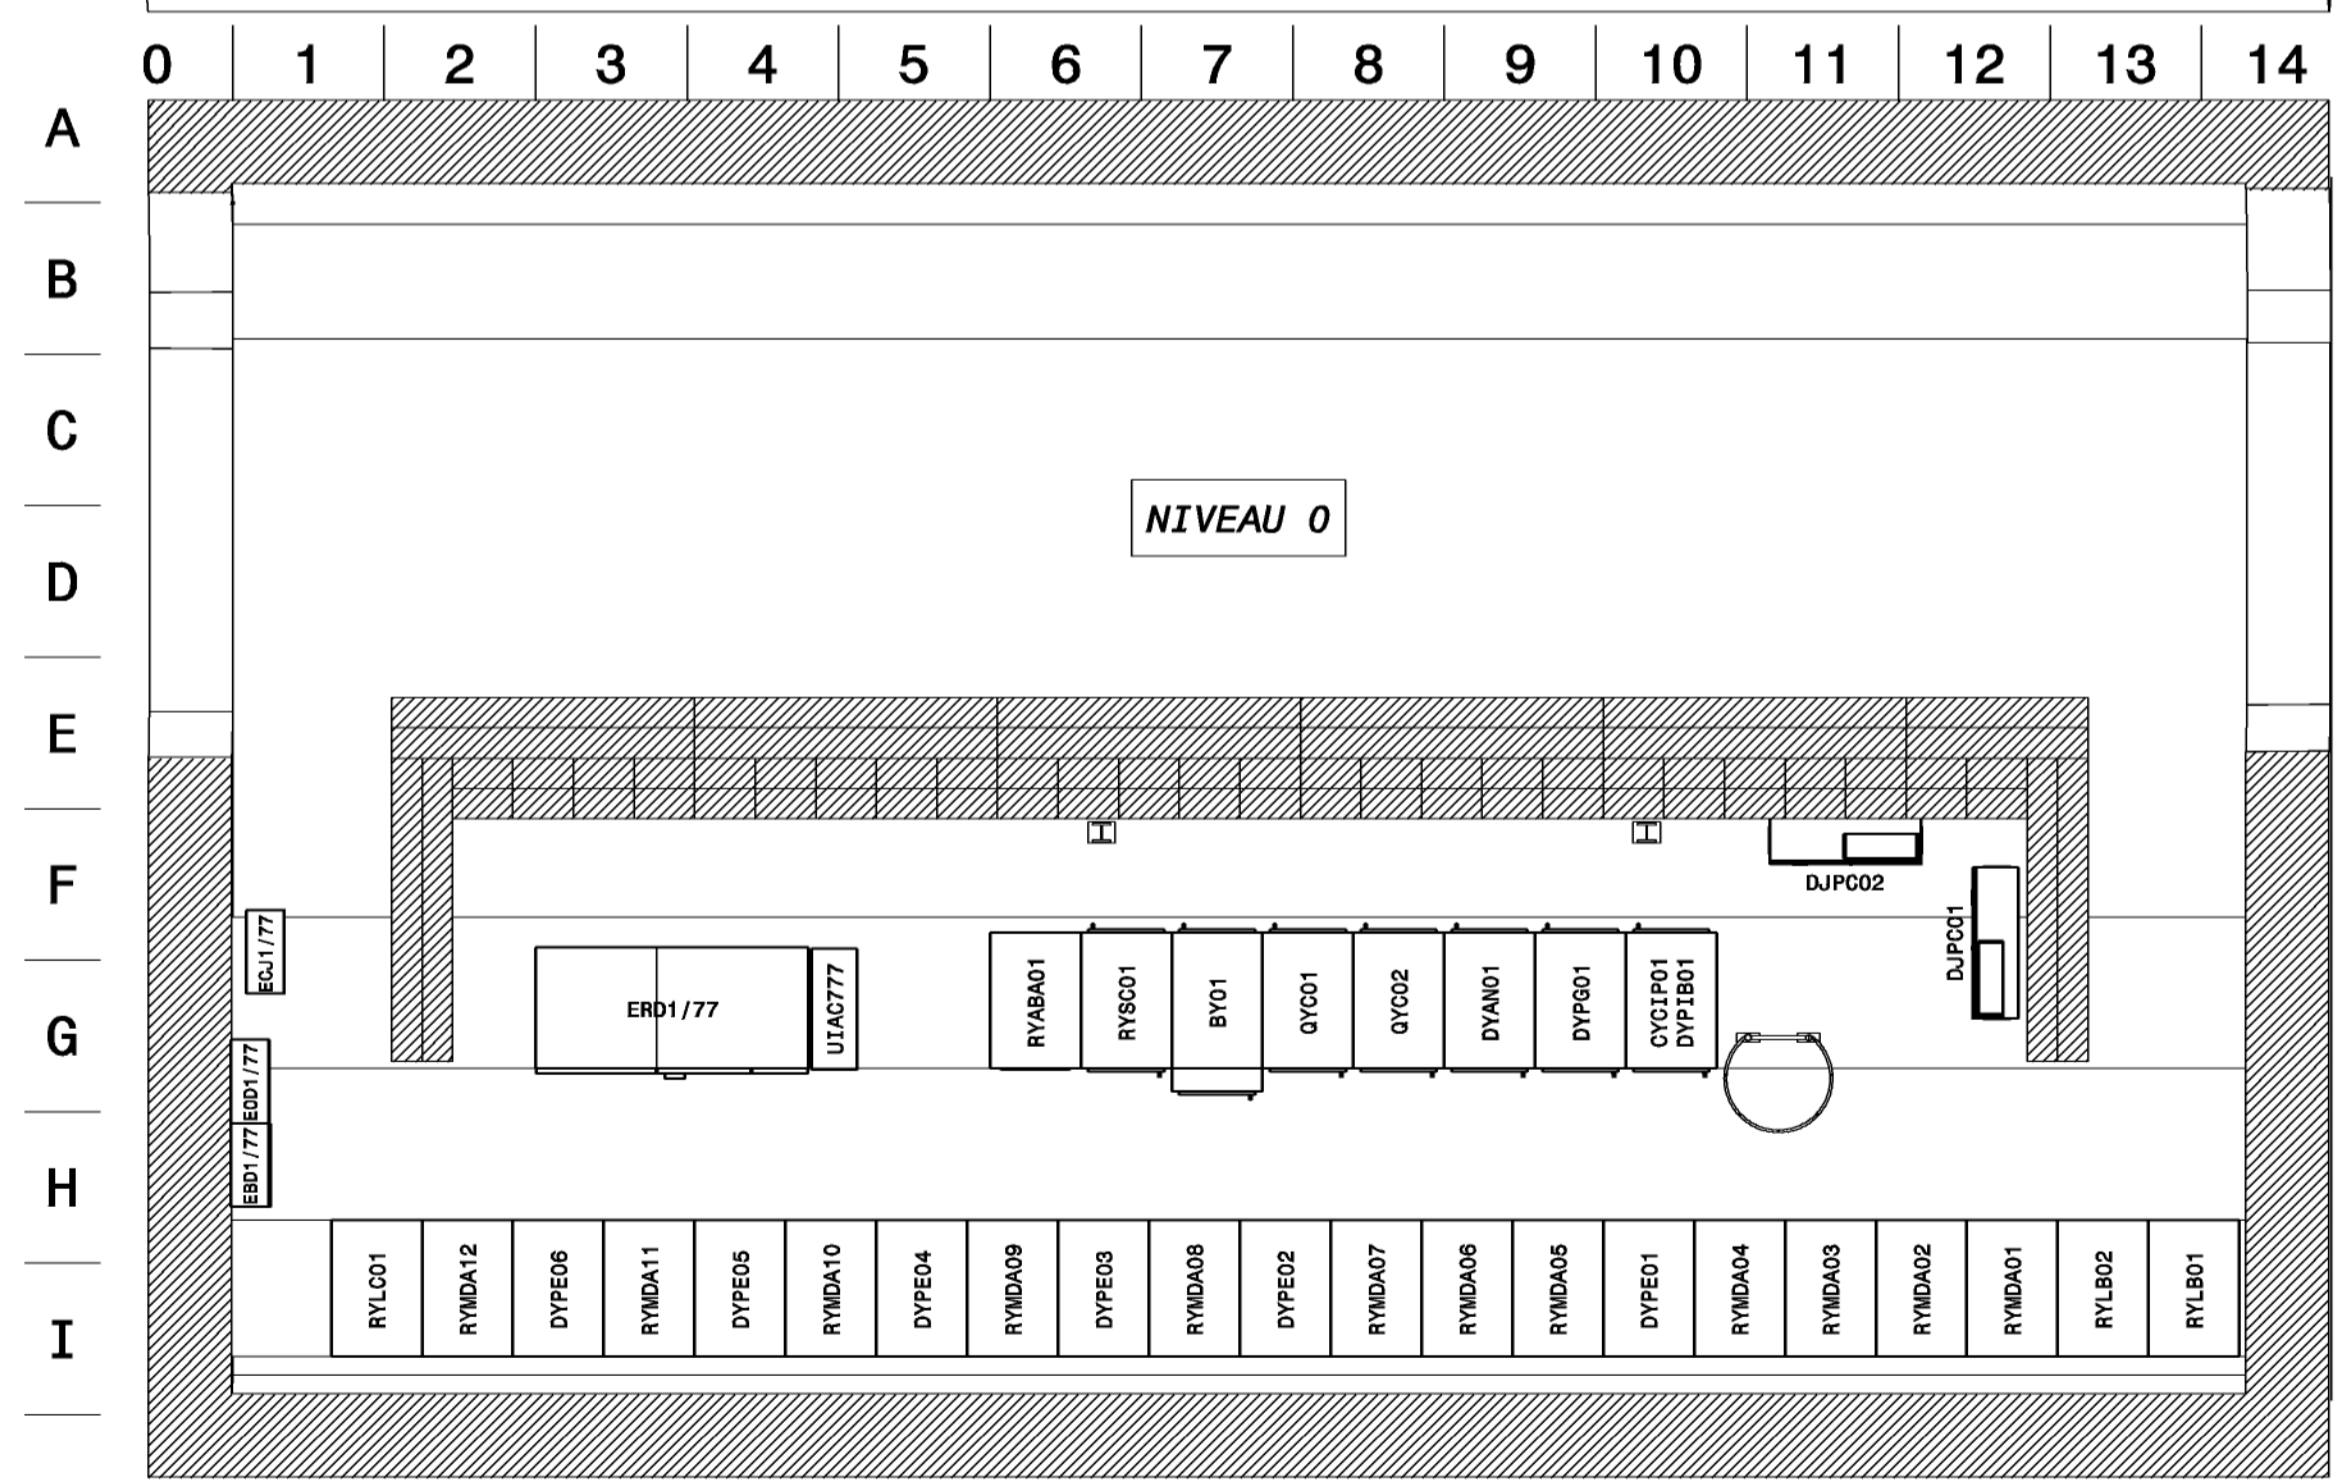 0 1 2 3 4 5 6 7 8 9 10 11 12 13 14
A
B
C
NIVEAU 0
D
E
F
DJPC02
DJPC01
ECJ1/77
G
ERD1/77
UIAC777
RYABA01
RYSC01
BY01
QYC01
QYC02
DYAN01
DYPG01
CYCIP01
DYPIB01
EOD1/77
EBD1/77
H
RYLC01
RYMDA12
DYPE06
RYMDA11
DYPE05
RYMDA10
DYPE04
RYMDA09
DYPE03
RYMDA08
DYPE02
RYMDA07
RYMDA06
RYMDA05
DYPE01
RYMDA04
RYMDA03
RYMDA02
RYMDA01
RYLB02
RYLB01
I